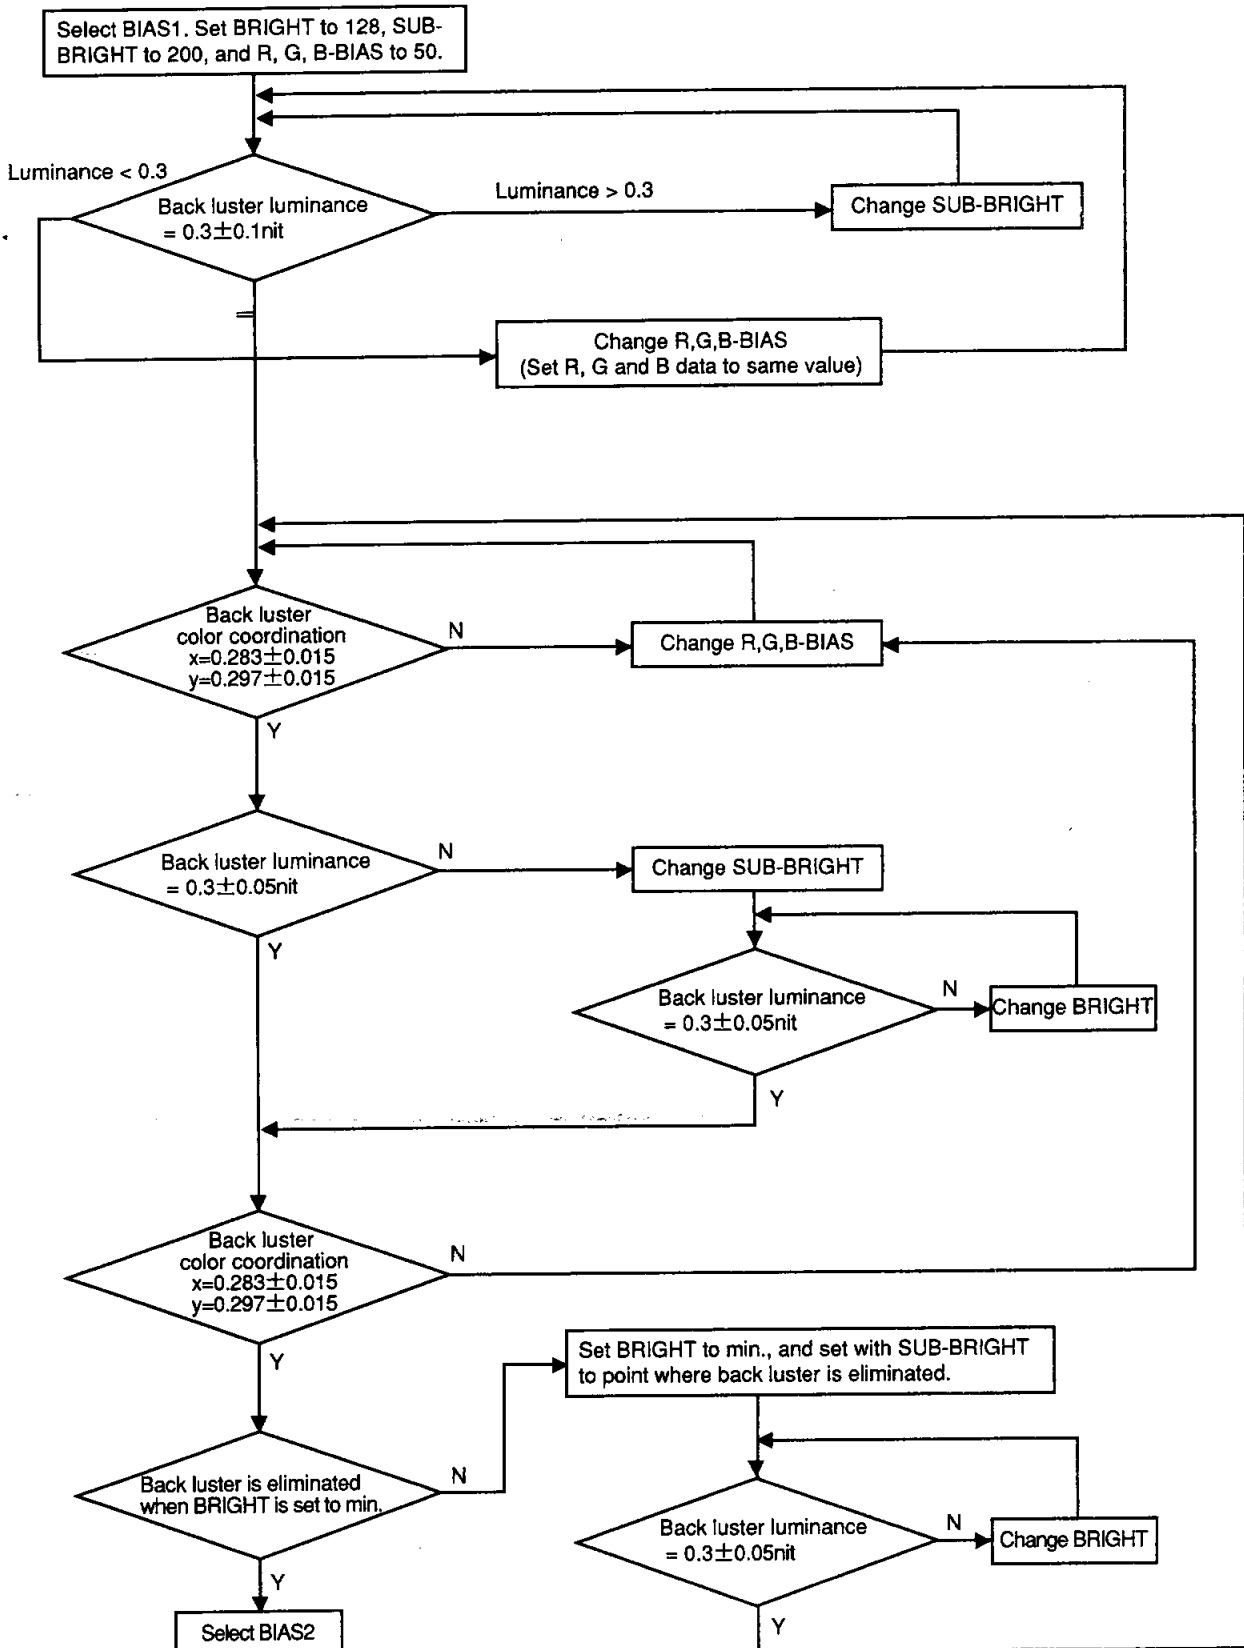 Select BIAS1. Set BRIGHT to 128, SUB-
BRIGHT to 200, and R, G, B-BIAS to 50.
Luminance < 0.3
Luminance > 0.3
Back luster luminance
= 0.3±0.1nit
Change SUB-BRIGHT
=
Change R,G,B-BIAS
(Set R, G and B data to same value)
Back luster
color coordination
x=0.283±0.015
y=0.297±0.015
N
Change R,G,B-BIAS
Y
Back luster luminance
= 0.3±0.05nit
N
Change SUB-BRIGHT
Y
Back luster luminance
= 0.3±0.05nit
N
Change BRIGHT
Y
Back luster
color coordination
x=0.283±0.015
y=0.297±0.015
N
Y
Set BRIGHT to min., and set with SUB-BRIGHT
to point where back luster is eliminated.
Back luster is eliminated
when BRIGHT is set to min.
N
Back luster luminance
= 0.3±0.05nit
N
Change BRIGHT
Y
Y
Select BIAS2